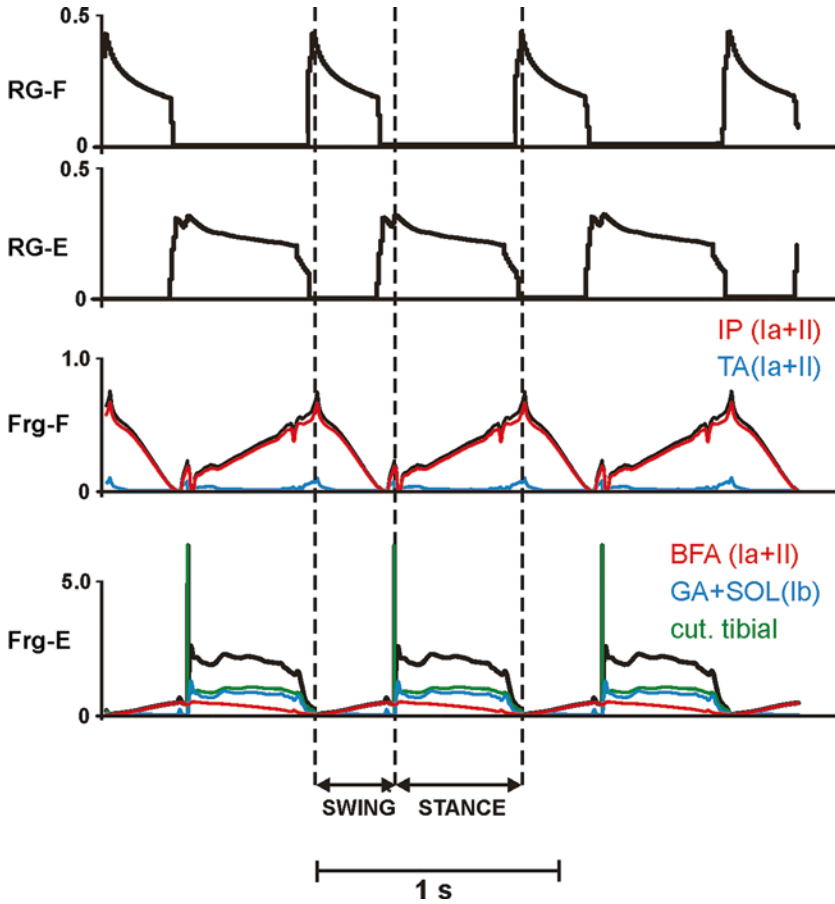 0.5
RG-F
0
0.5
RG-E
0
IP (Ia+II)
1.0
TA(Ia+II)
Frg-F
0
BFA (Ia+II)
5.0
GA+SOL(Ib)
cut. tibial
Frg-E
0
SWING STANCE
1 s